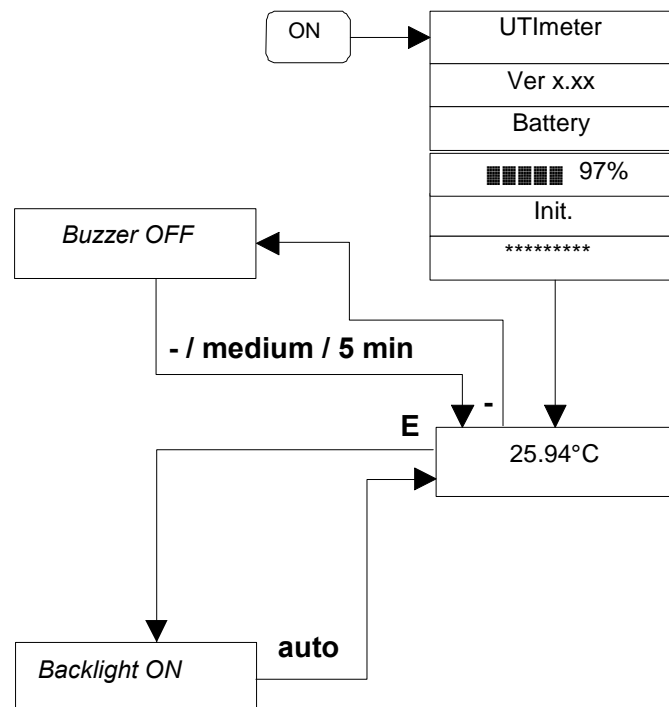 ON
UTImeter
Ver x.xx
Battery
97%
Init.
*********
Buzzer OFF
- / medium / 5 min
-
E
25.94°C
auto
Backlight ON